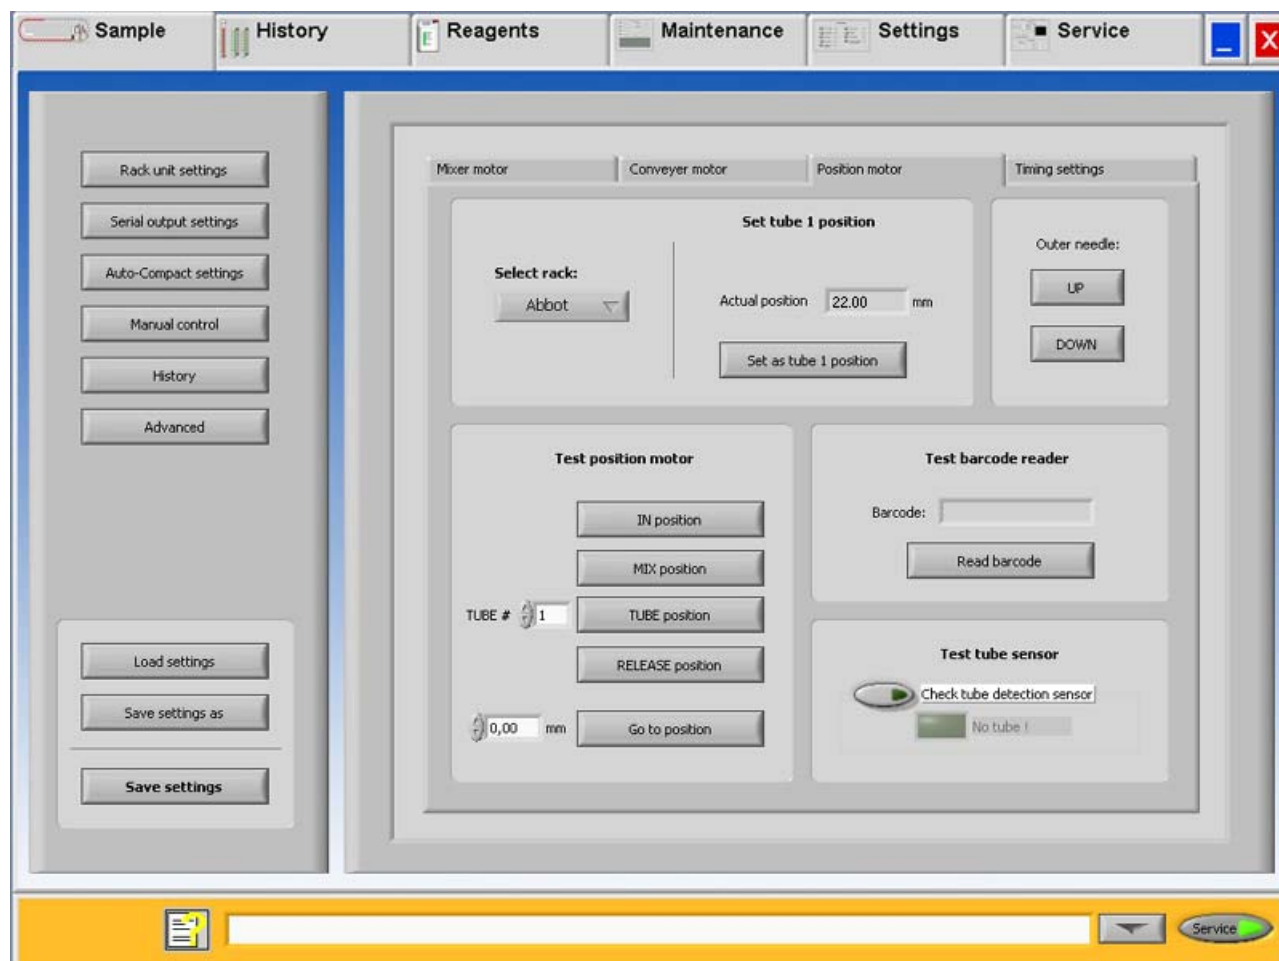 Sample History Reagents Maintenance Settings Service
Rack unit settings
Serial output settings
Auto-Compact settings
Manual control
History
Advanced
Load settings
Save settings as
Save settings
Mixer motor Conveyer motor Position motor Timing settings
Set tube 1 position
Select rack:
Abbot
Actual position 22.00 mm
Set as tube 1 position
Outer needle:
UP
DOWN
Test position motor
IN position
MIX position
TUBE # 1 TUBE position
RELEASE position
0,00 mm Go to position
Test barcode reader
Barcode:
Read barcode
Test tube sensor
Check tube detection sensor
No tube !
Service